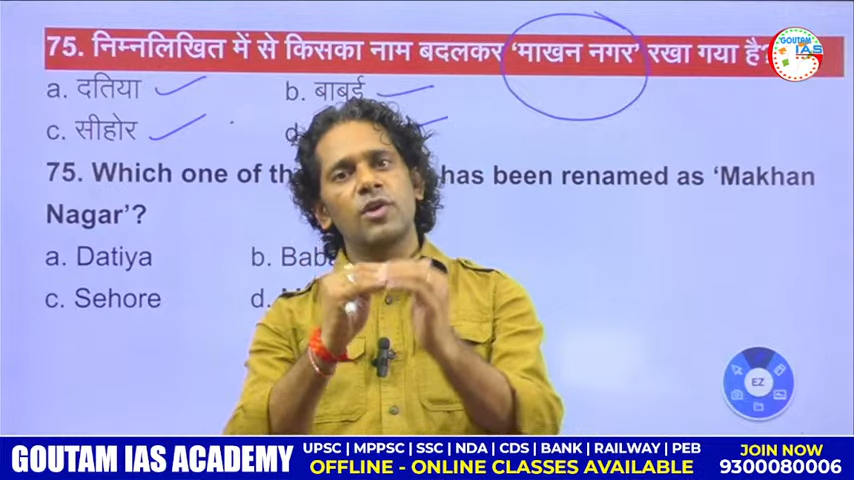 75. निम्नलिखित में से किसका नाम बदलकर ‘माखन नगर’ रखा गया है?
GOUTAM
IAS
a. दतिया b. बाबई
c. सीहोर
75. Which one of has been renamed as ‘Makhan
Nagar’?
a. Datiya b.
c. Sehore d.
EZ
GOUTAM IAS ACADEMY
UPSC | MPPSC | SSC | NDA | CDS | BANK | RAILWAY | PEB
OFFLINE - ONLINE CLASSES AVAILABLE
JOIN NOW
9300080006